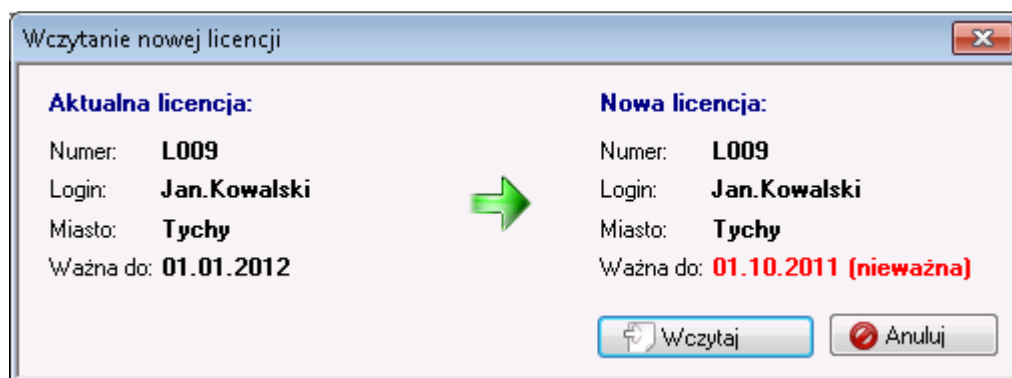 Wczytanie nowej licencji
Aktualna licencja:
Numer: L009
Login: Jan.Kowalski
Miasto: Tychy
Ważna do: 01.01.2012
Nowa licencja:
Numer: L009
Login: Jan.Kowalski
Miasto: Tychy
Ważna do: 01.10.2011 (nieważna)
Wczytaj
Anuluj